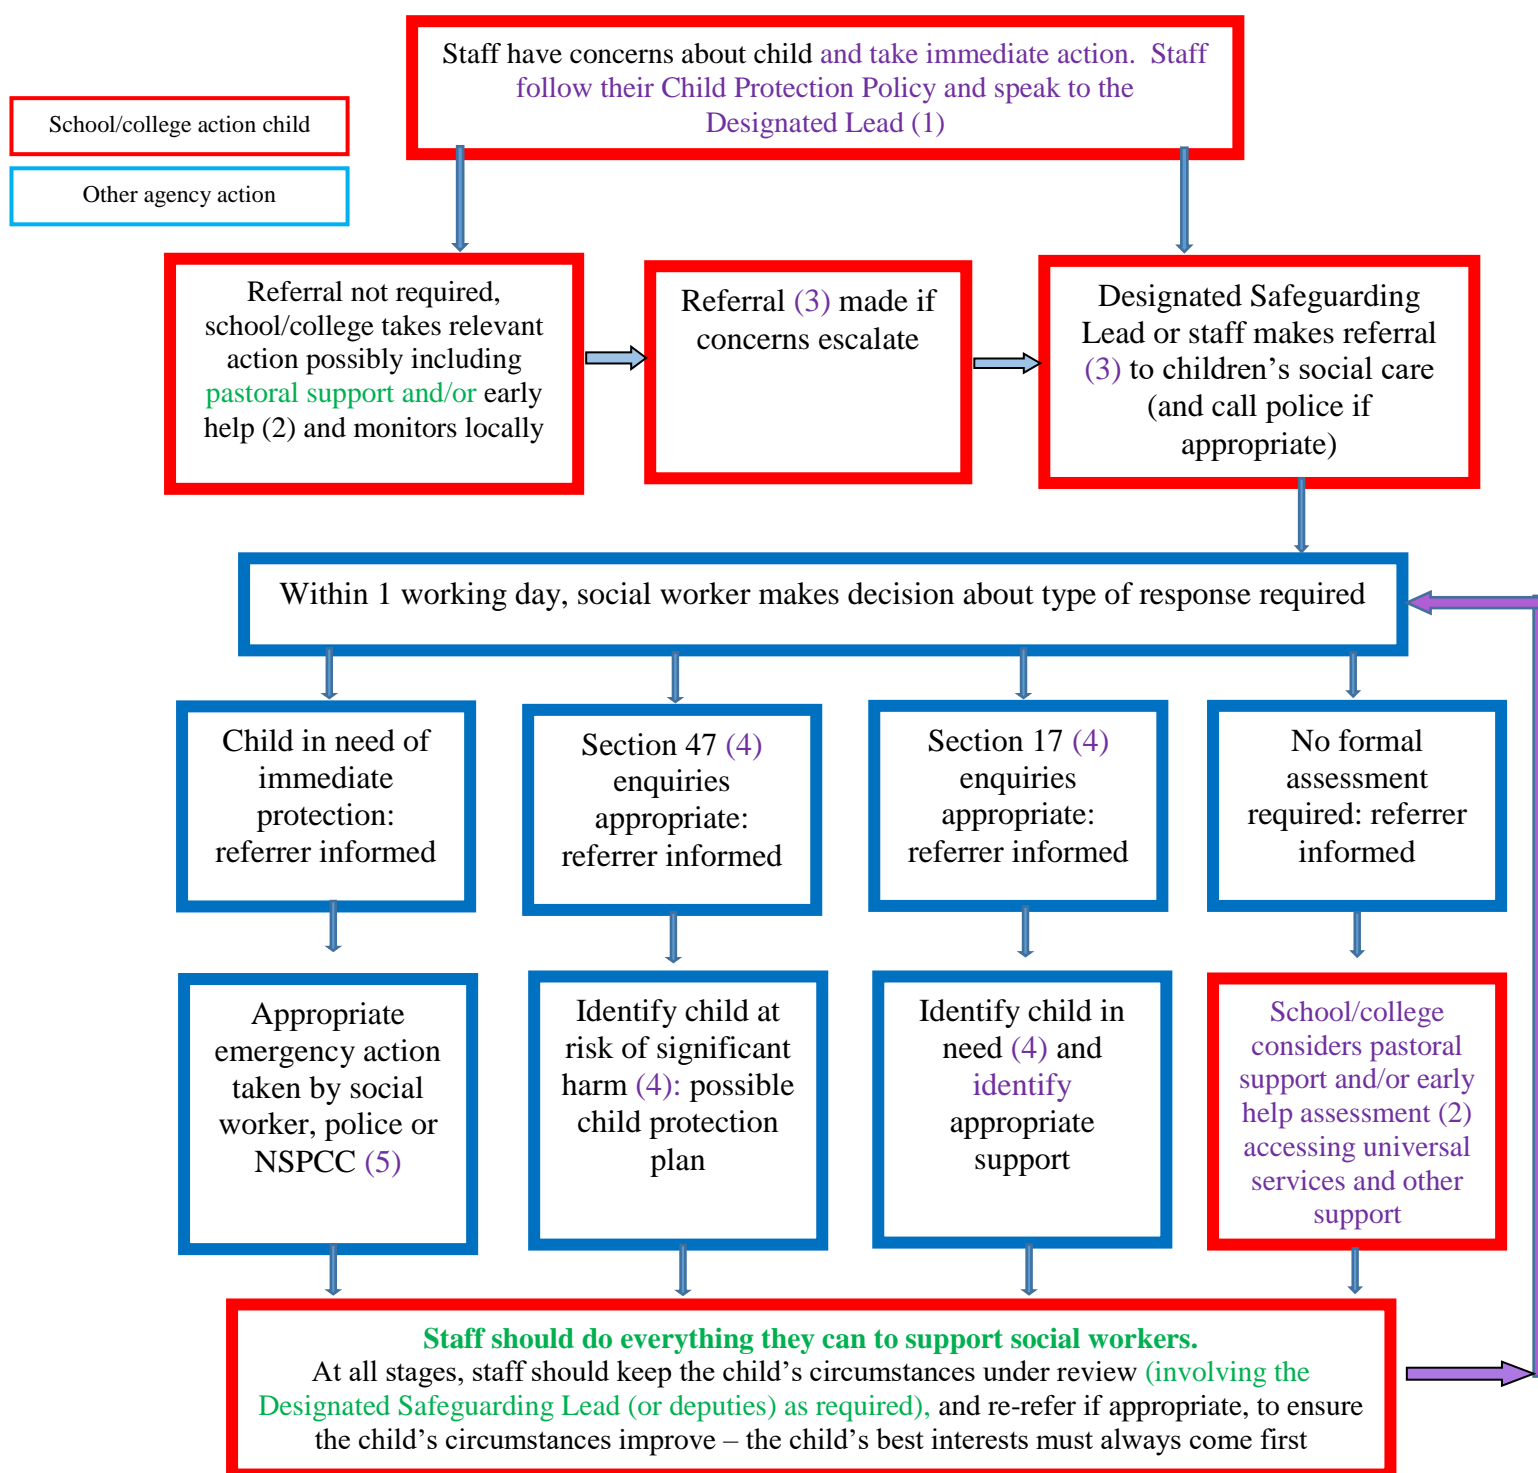 Staff have concerns about child and take immediate action.  Staff
follow their Child Protection Policy and speak to the
Designated Lead (1)
School/college action child
Other agency action
Referral not required,
school/college takes relevant
action possibly including
pastoral support and/or early
help (2) and monitors locally
Referral (3) made if
concerns escalate
Designated Safeguarding
Lead or staff makes referral
(3) to children’s social care
(and call police if
appropriate)
Within 1 working day, social worker makes decision about type of response required
Child in need of
immediate
protection:
referrer informed
Section 47 (4)
enquiries
appropriate:
referrer informed
Section 17 (4)
enquiries
appropriate:
referrer informed
No formal
assessment
required: referrer
informed
Appropriate
emergency action
taken by social
worker, police or
NSPCC (5)
Identify child at
risk of significant
harm (4): possible
child protection
plan
Identify child in
need (4) and
identify
appropriate
support
School/college
considers pastoral
support and/or early
help assessment (2)
accessing universal
services and other
support
Staff should do everything they can to support social workers.
At all stages, staff should keep the child’s circumstances under review (involving the
Designated Safeguarding Lead (or deputies) as required), and re-refer if appropriate, to ensure
the child’s circumstances improve – the child’s best interests must always come first